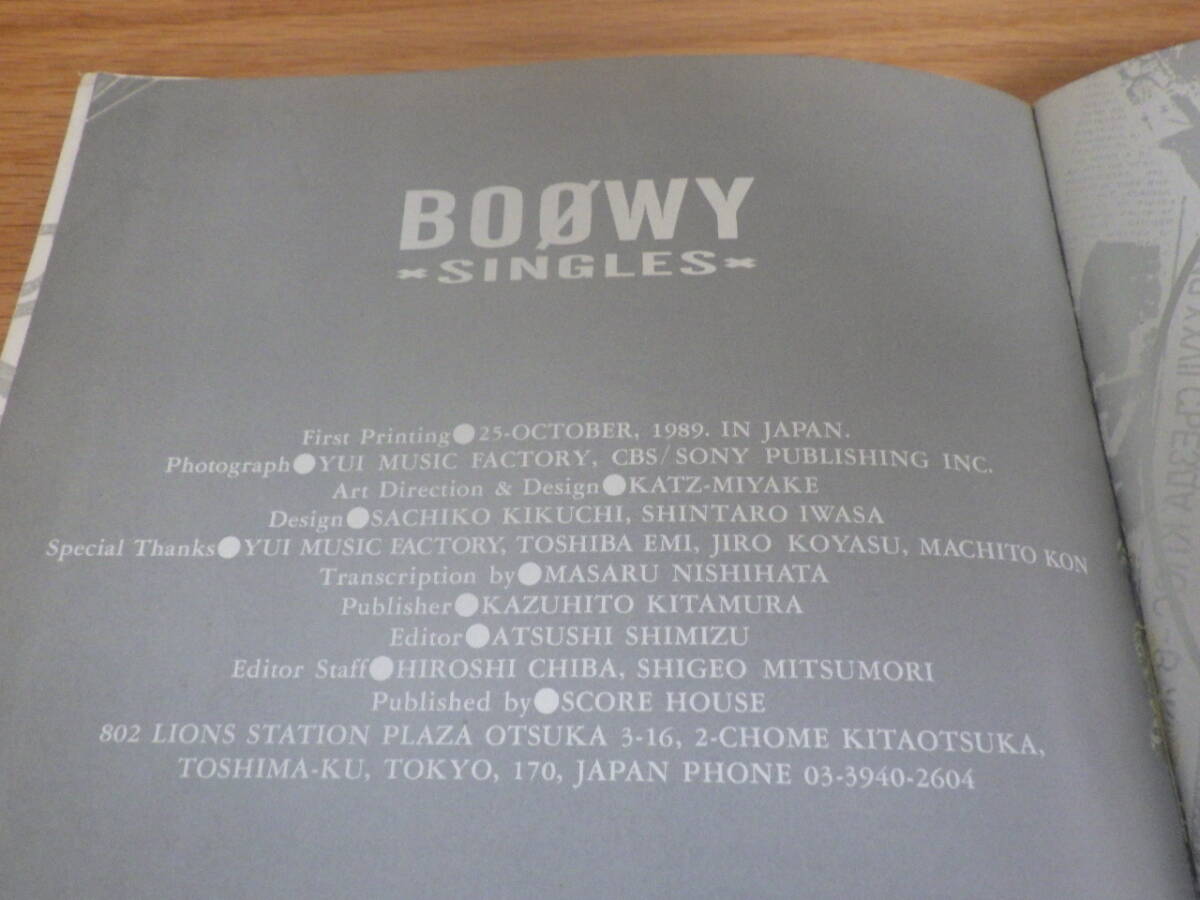 BOØWY
×SINGLES×
First Printing●25-OCTOBER, 1989. IN JAPAN.
Photograph●YUI MUSIC FACTORY, CBS/SONY PUBLISHING INC.
Art Direction & Design●KATZ-MIYAKE
Design●SACHIKO KIKUCHI, SHINTARO IWASA
Special Thanks●YUI MUSIC FACTORY, TOSHIBA EMI, JIRO KOYASU, MACHITO KON
Transcription by●MASARU NISHIHATA
Publisher●KAZUHITO KITAMURA
Editor●ATSUSHI SHIMIZU
Editor Staff●HIROSHI CHIBA, SHIGEO MITSUMORI
Published by●SCORE HOUSE
802 LIONS STATION PLAZA OTSUKA 3-16, 2-CHOME KITAOTSUKA,
TOSHIMA-KU, TOKYO, 170, JAPAN PHONE 03-3940-2604